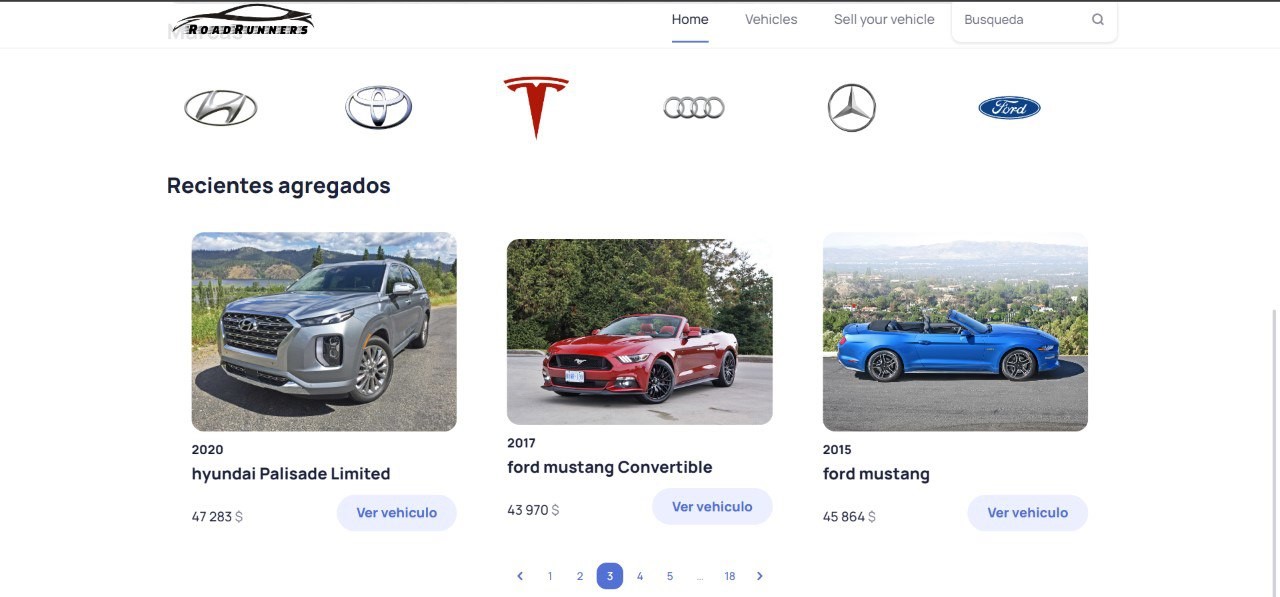 Marcas
ROADRUNNERS
Home
Vehicles
Sell your vehicle
Busqueda
Ford
Recientes agregados
2020
hyundai Palisade Limited
47 283 $
Ver vehiculo
2017
ford mustang Convertible
43 970 $
Ver vehiculo
2015
ford mustang
45 864 $
Ver vehiculo
1 2 3 4 5 ... 18